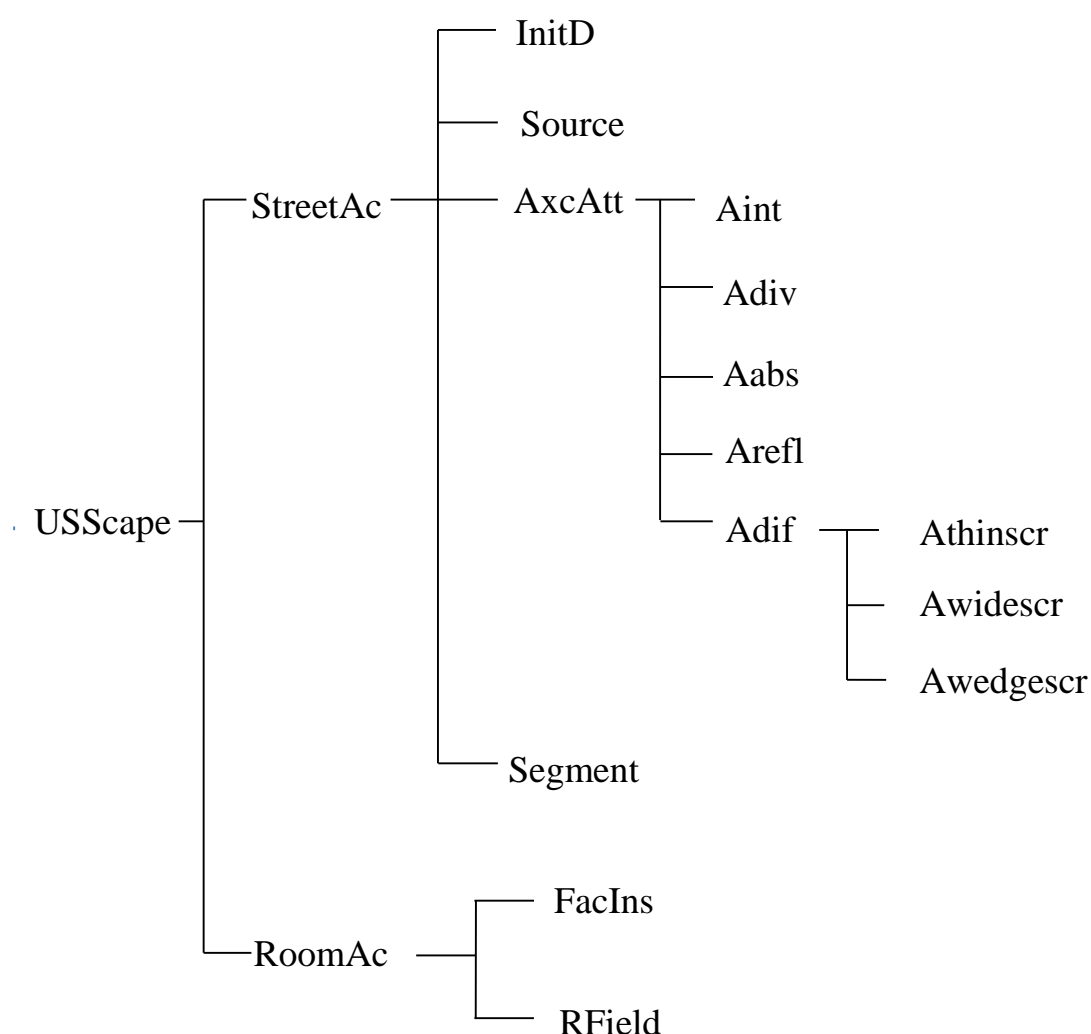 InitD
Source
StreetAc
AxcAtt
Aint
Adiv
Aabs
Arefl
USScape
Adif
Athinscr
Awidescr
Awedgescr
Segment
FacIns
RoomAc
RField